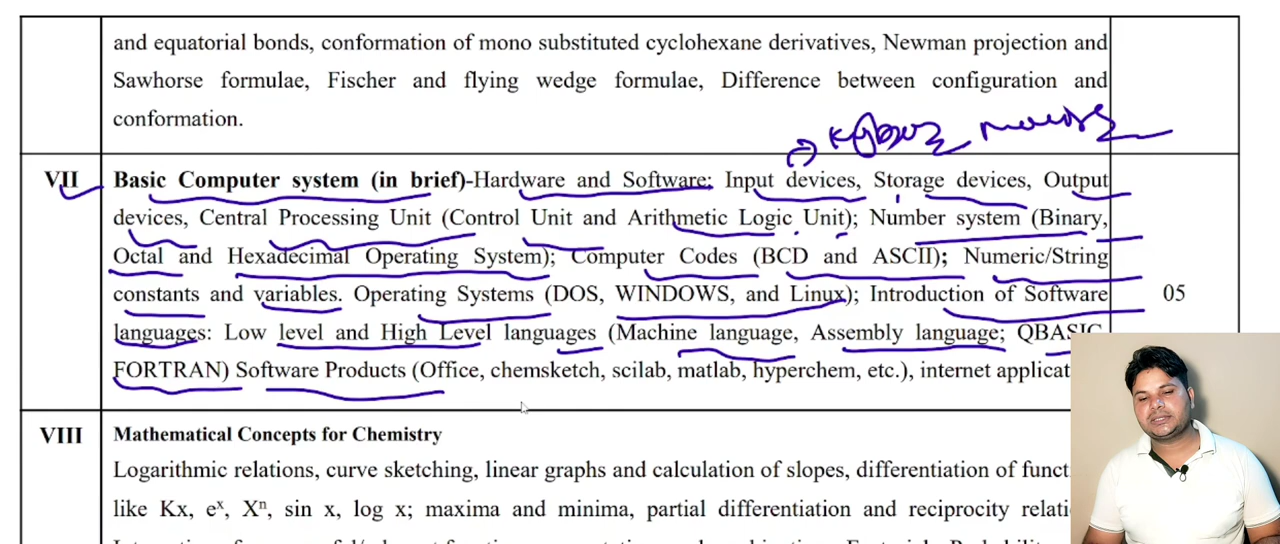 and equatorial bonds, conformation of mono substituted cyclohexane derivatives, Newman projection and
Sawhorse formulae, Fischer and flying wedge formulae, Difference between configuration and
conformation.
VII
Basic Computer system (in brief)-Hardware and Software; Input devices, Storage devices, Output
devices, Central Processing Unit (Control Unit and Arithmetic Logic Unit); Number system (Binary,
Octal and Hexadecimal Operating System); Computer Codes (BCD and ASCII); Numeric/String
constants and variables. Operating Systems (DOS, WINDOWS, and Linux); Introduction of Software
languages: Low level and High Level languages (Machine language, Assembly language; QBASIC,
FORTRAN) Software Products (Office, chemsketch, scilab, matlab, hyperchem, etc.), internet applicat
05
VIII
Mathematical Concepts for Chemistry
Logarithmic relations, curve sketching, linear graphs and calculation of slopes, differentiation of funct
like Kx, eˣ, Xⁿ, sin x, log x; maxima and minima, partial differentiation and reciprocity relati